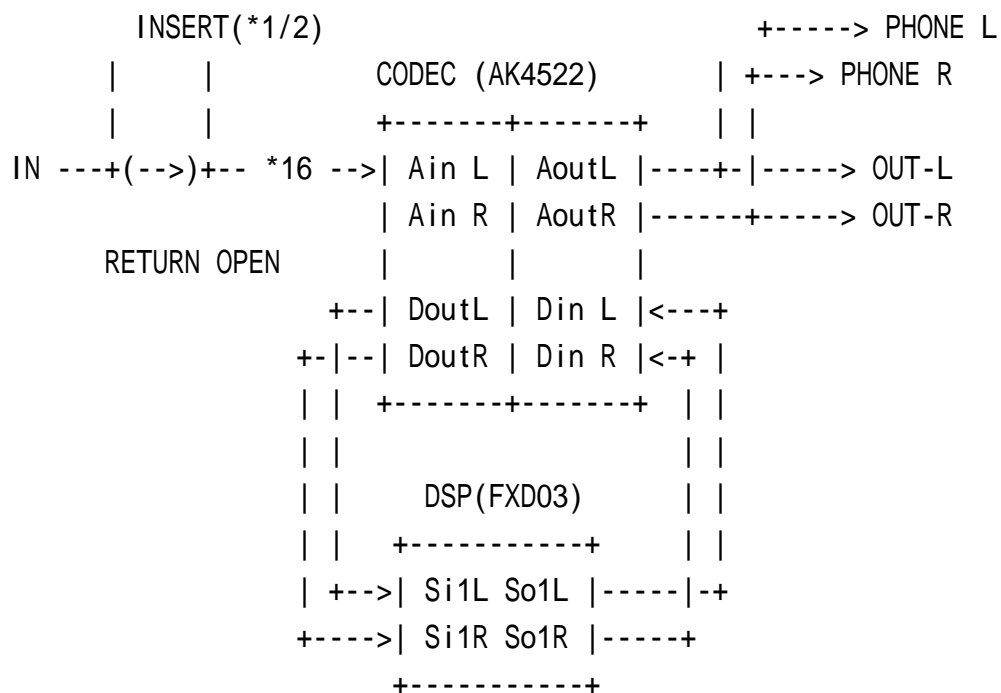 INSERT(*1/2) +-----> PHONE L
| | CODEC (AK4522) | +---> PHONE R
| | +-------+-------+ | |
IN ---+(-->)+-- *16 -->| Ain L | AoutL |----+-|-----> OUT-L
| Ain R | AoutR |------+-----> OUT-R
RETURN OPEN | | |
+--| DoutL | Din L |<---+
+-|--| DoutR | Din R |<-+ |
| | +-------+-------+ | |
| | | |
| | DSP(FXD03) | |
| | +-----------+ | |
| +-->| Si1L So1L |-----|-+
+---->| Si1R So1R |-----+
+-----------+